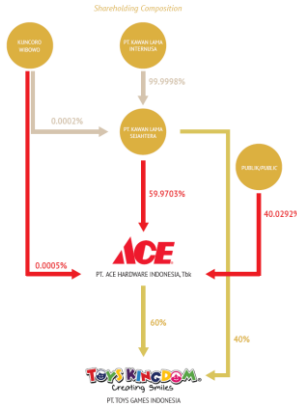 Shareholding Composition
KUNCORO
WIBOWO
PT. KAWAN LAMA
INTERNUSA
99.9998%
0.0002%
PT.KAWAN LAMA
SEJAHTERA
PUBLIK/PUBLIC
59.9703%
40.0292%
ACE
0.0005%
PT. ACE HARDWARE INDONESIA, Tbk
60%
40%
TOYS KINGDOM®
Creating Smiles
PT. TOYS GAMES INDONESIA